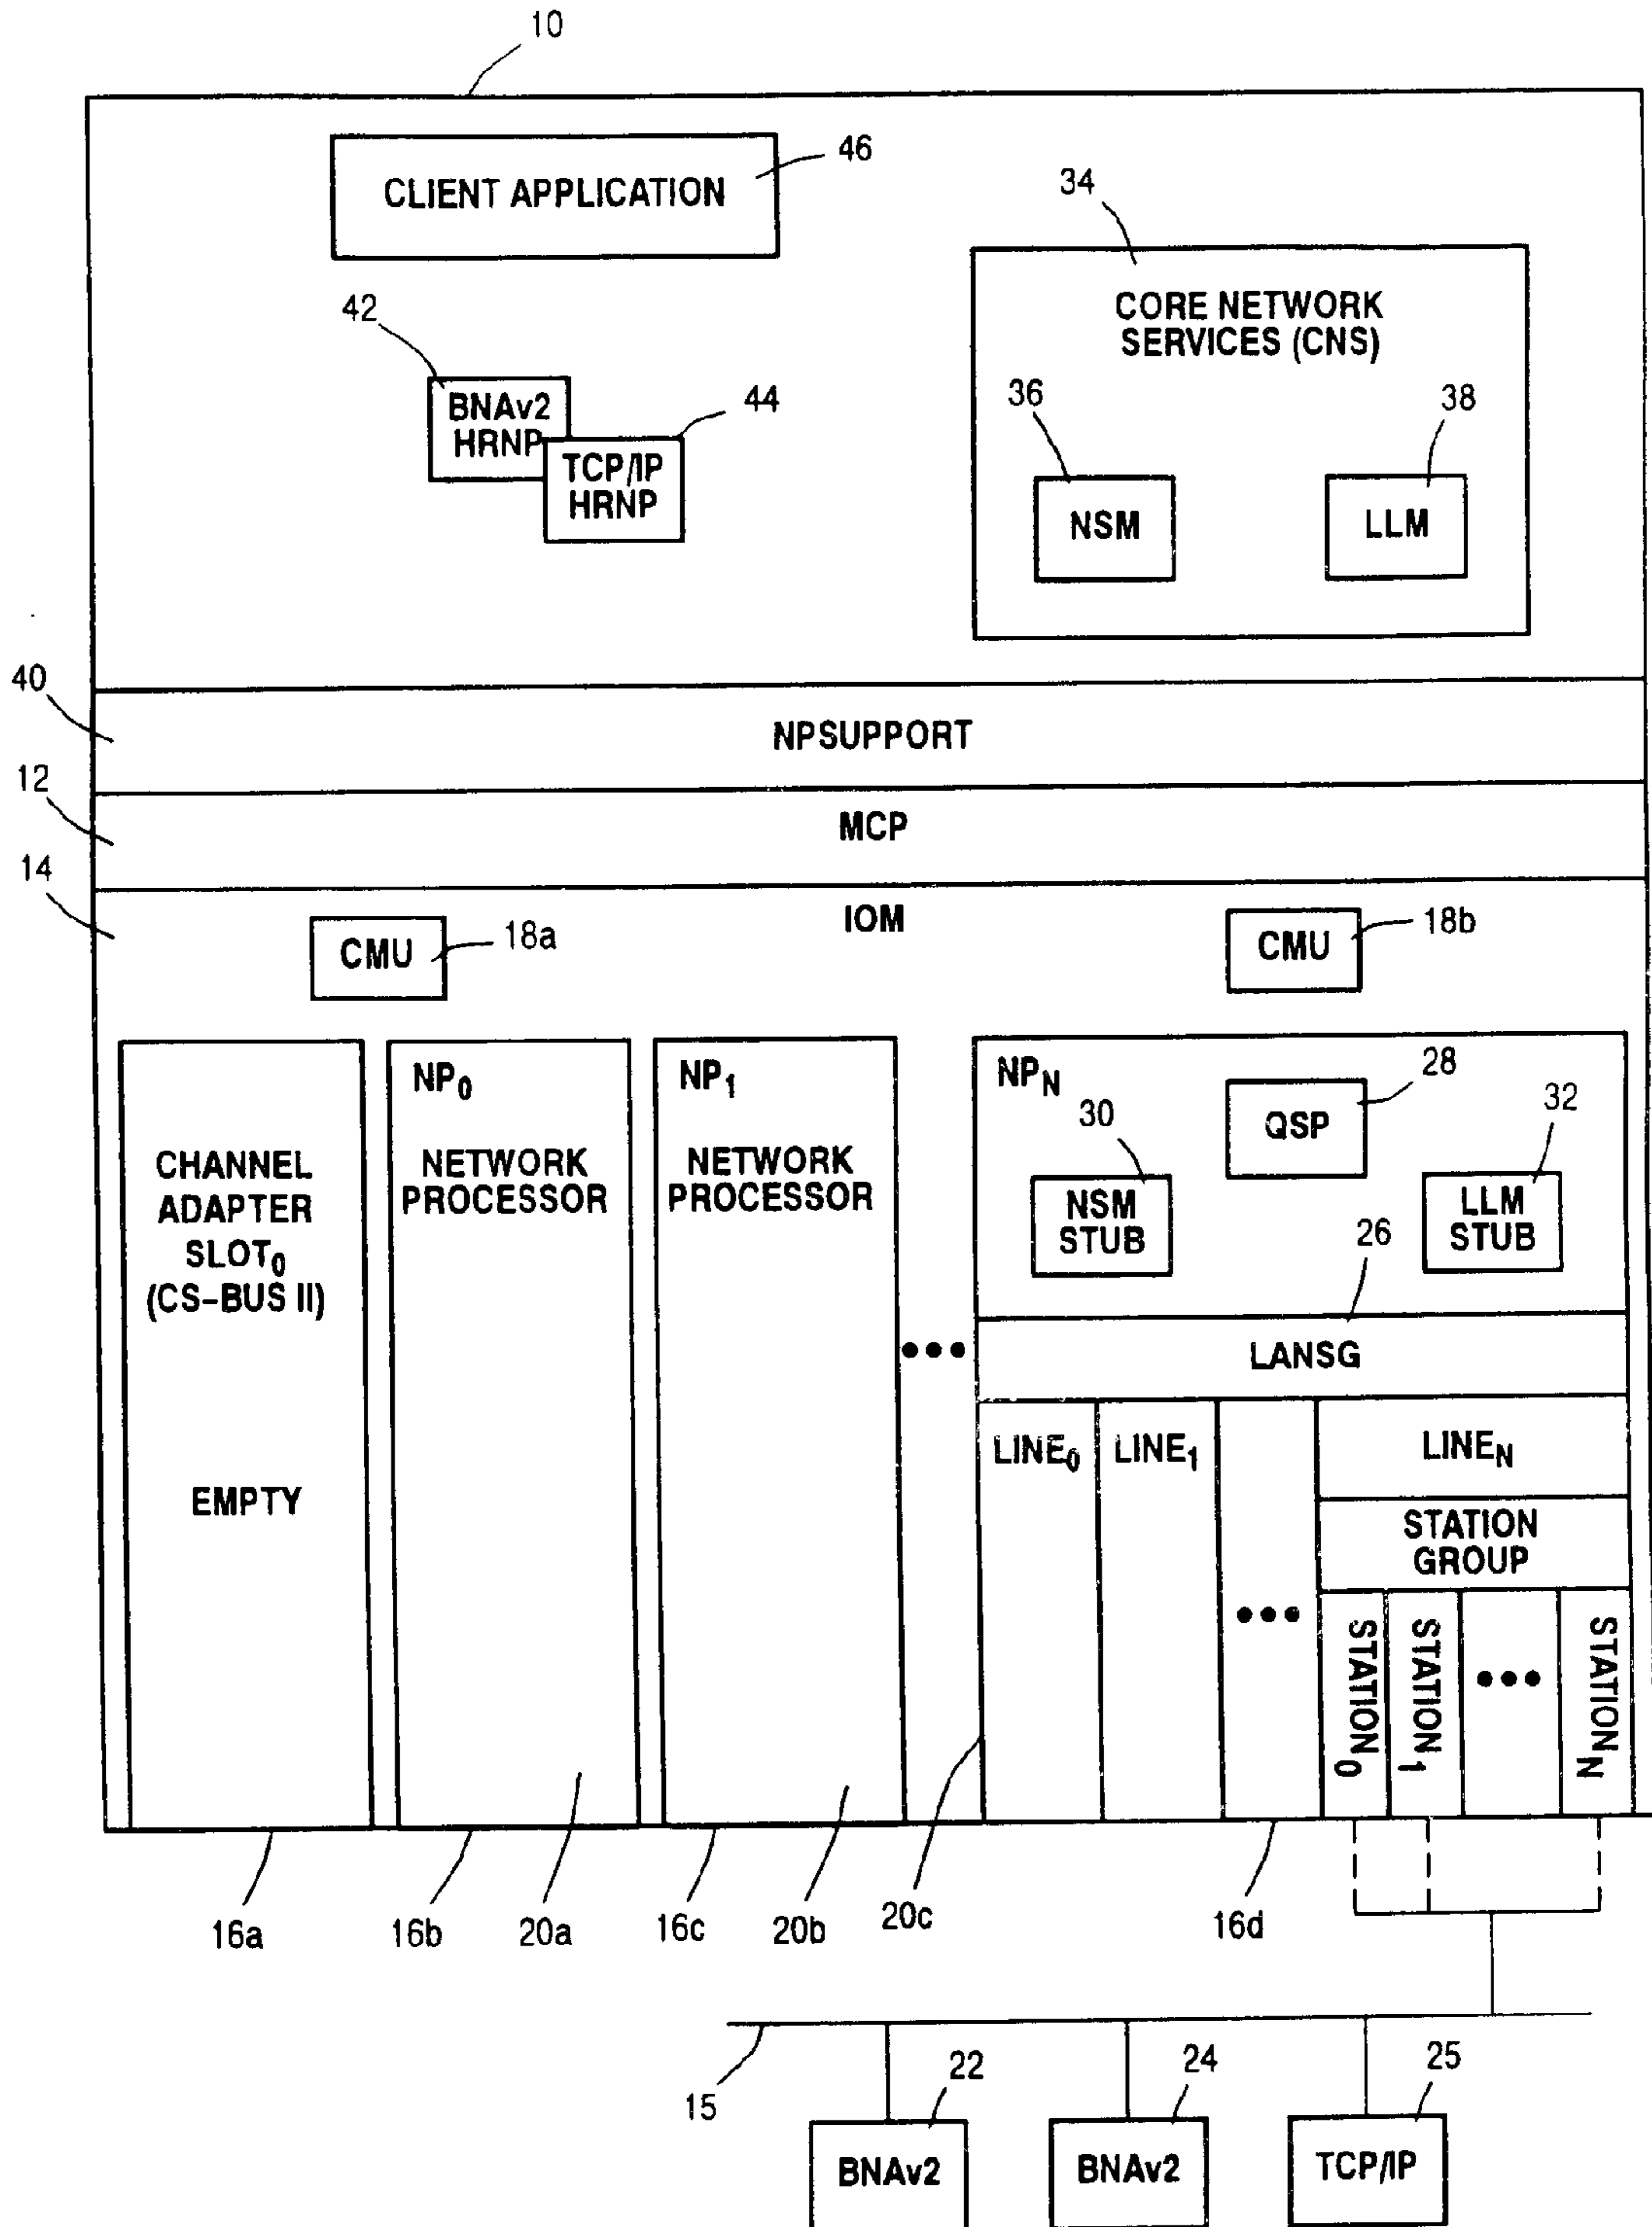 10
CLIENT APPLICATION
46
34
CORE NETWORK
SERVICES (CNS)
42
BNAv2
HRNP
44
TCP/IP
HRNP
36
NSM
38
LLM
40
NPSUPPORT
12
MCP
14
IOM
CMU
18a
CMU
18b
CHANNEL
ADAPTER
SLOT₀
(CS-BUS II)
EMPTY
NP₀
NETWORK
PROCESSOR
NP₁
NETWORK
PROCESSOR
•••
NP_N
28
QSP
30
NSM
STUB
32
LLM
STUB
26
LANSG
LINE₀
LINE₁
•••
LINE_N
STATION
GROUP
STATION₀
STATION₁
•••
STATION_N
16a
16b
20a
16c
20b
20c
16d
15
22
BNAv2
24
BNAv2
25
TCP/IP